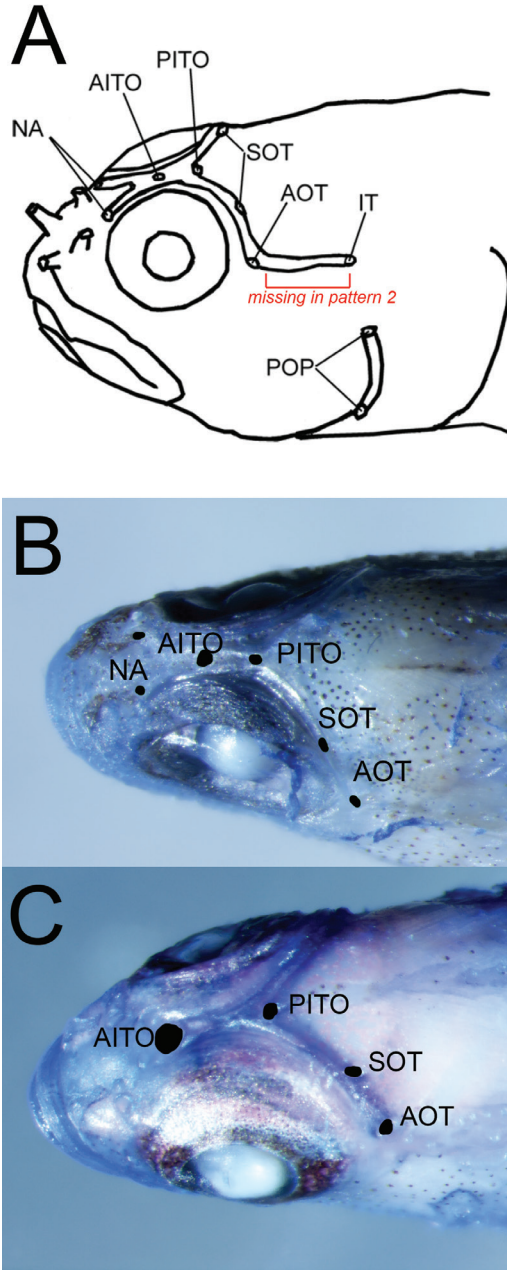 A
PITO
AITO
NA
SOT
AOT
IT
missing in pattern 2
POP
B
AITO
PITO
NA
SOT
AOT
C
PITO
AITO
SOT
AOT